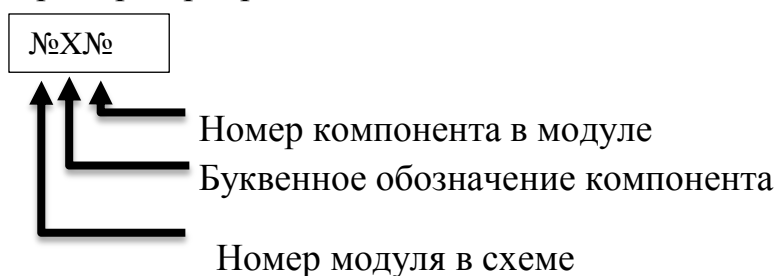 №X№
Номер компонента в модуле
Буквенное обозначение компонента
Номер модуля в схеме